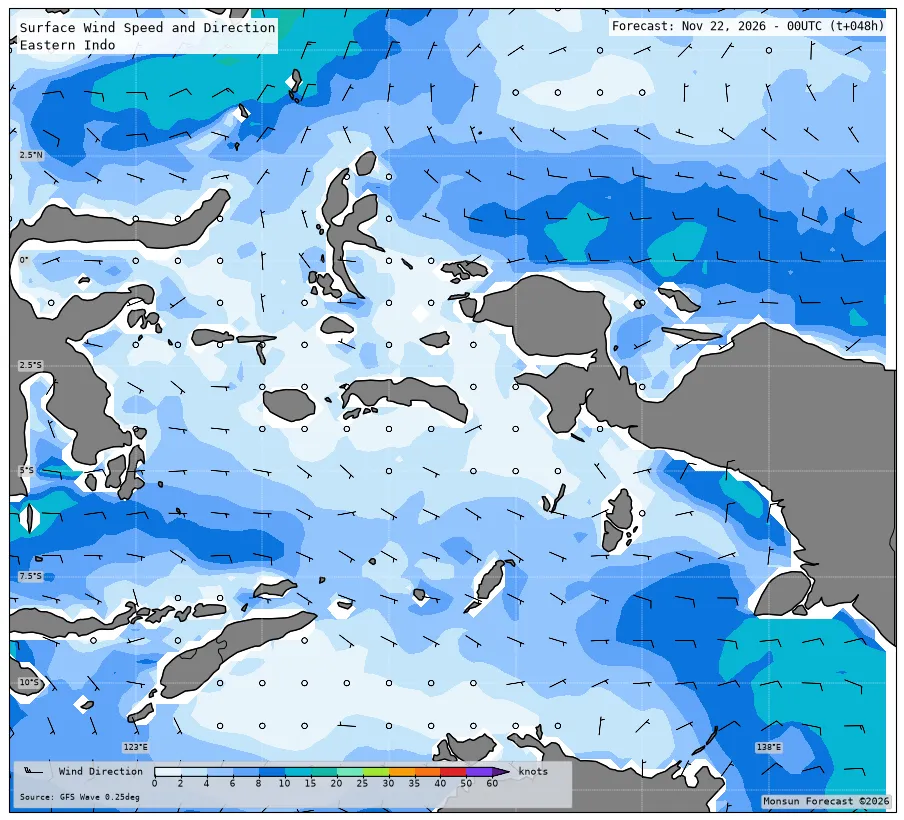 Surface Wind Speed and Direction
Eastern Indo
Forecast: Nov 22, 2026 - 00UTC (t+048h)
2.5°N
0°
2.5°S
5°S
7.5°S
10°S
123°E
138°E
Wind Direction
knots
0 2 4 6 8 10 15 20 25 30 35 40 50 60
Source: GFS Wave 0.25deg
Monsun Forecast ©2026